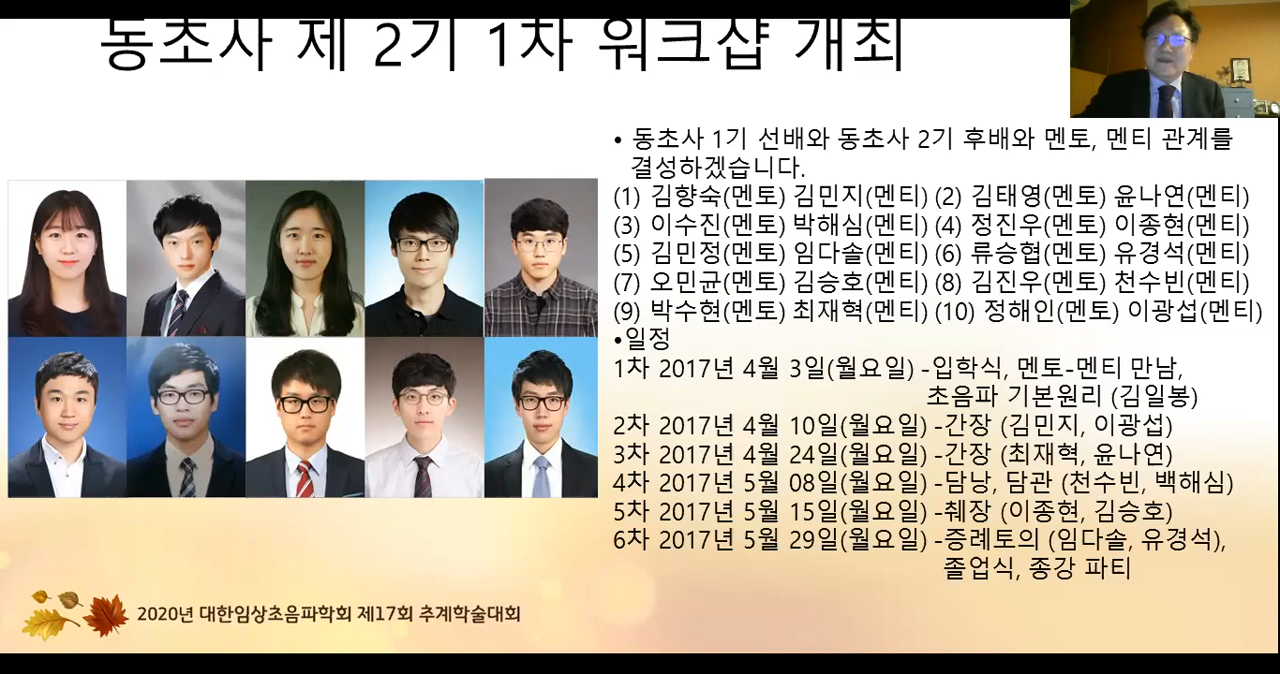 동초사 제 2기 1차 워크샵 개최
• 동초사 1기 선배와 동초사 2기 후배와 멘토, 멘티 관계를
결성하겠습니다.
(1) 김향숙(멘토) 김민지(멘티) (2) 김태영(멘토) 윤나연(멘티)
(3) 이수진(멘토) 박해심(멘티) (4) 정진우(멘토) 이종현(멘티)
(5) 김민정(멘토) 임다솔(멘티) (6) 류승협(멘토) 유경석(멘티)
(7) 오민균(멘토) 김승호(멘티) (8) 김진우(멘토) 천수빈(멘티)
(9) 박수현(멘토) 최재혁(멘티) (10) 정해인(멘토) 이광섭(멘티)
•일정
1차 2017년 4월 3일(월요일) -입학식, 멘토-멘티 만남,
초음파 기본원리 (김일봉)
2차 2017년 4월 10일(월요일) -간장 (김민지, 이광섭)
3차 2017년 4월 24일(월요일) -간장 (최재혁, 윤나연)
4차 2017년 5월 08일(월요일) -담낭, 담관 (천수빈, 백해심)
5차 2017년 5월 15일(월요일) -췌장 (이종현, 김승호)
6차 2017년 5월 29일(월요일) -증례토의 (임다솔, 유경석),
졸업식, 종강 파티
2020년 대한임상초음파학회 제17회 추계학술대회